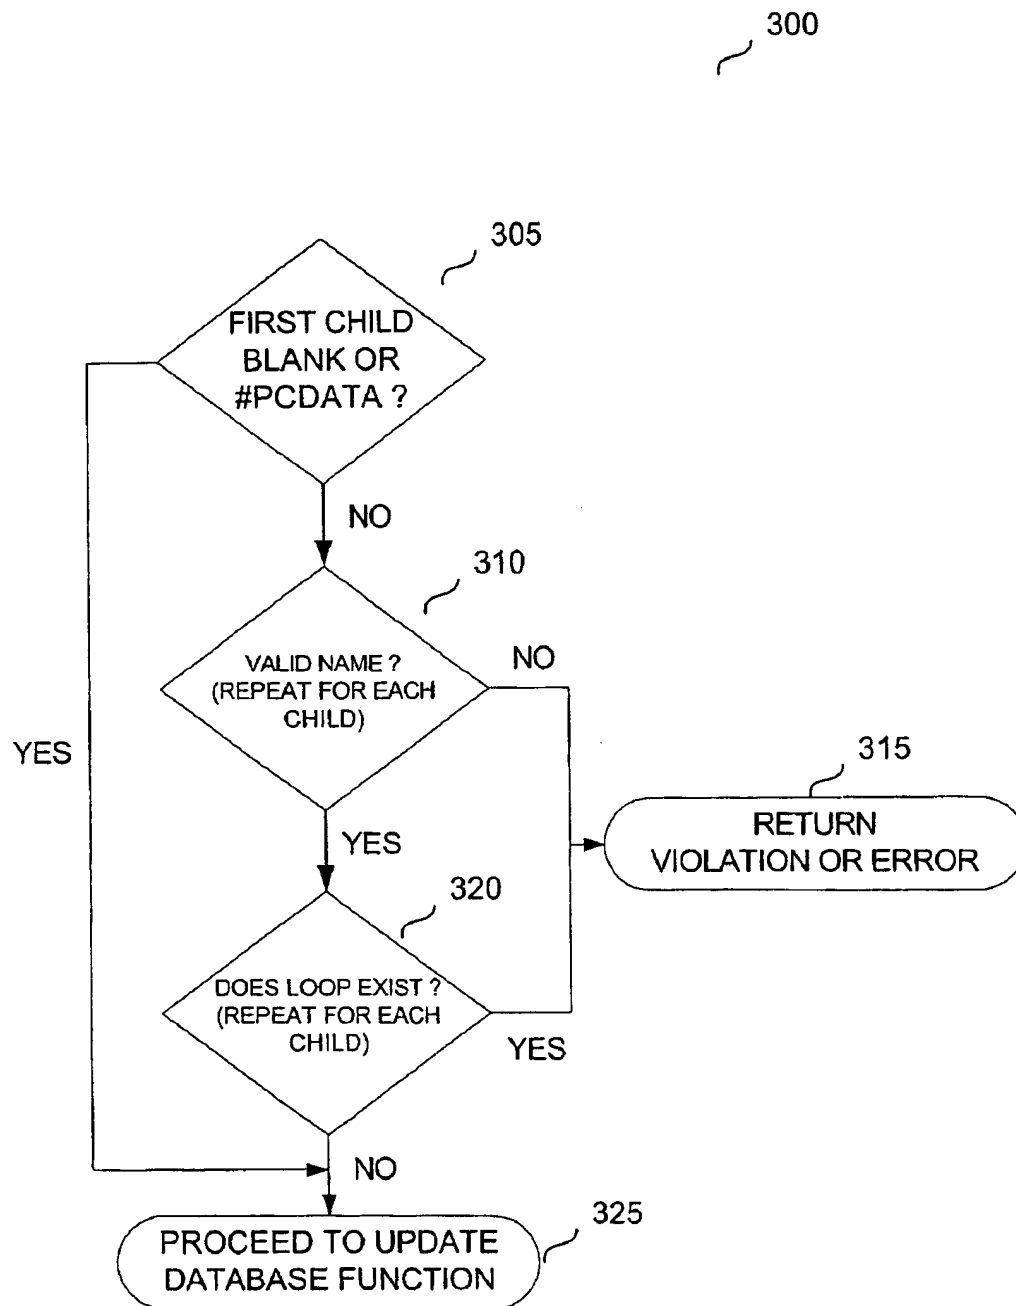 300
305
FIRST CHILD
BLANK OR
#PCDATA ?
NO
310
VALID NAME ?
(REPEAT FOR EACH
CHILD)
NO
YES
315
RETURN
VIOLATION OR ERROR
YES
320
DOES LOOP EXIST ?
(REPEAT FOR EACH
CHILD)
YES
NO
325
PROCEED TO UPDATE
DATABASE FUNCTION